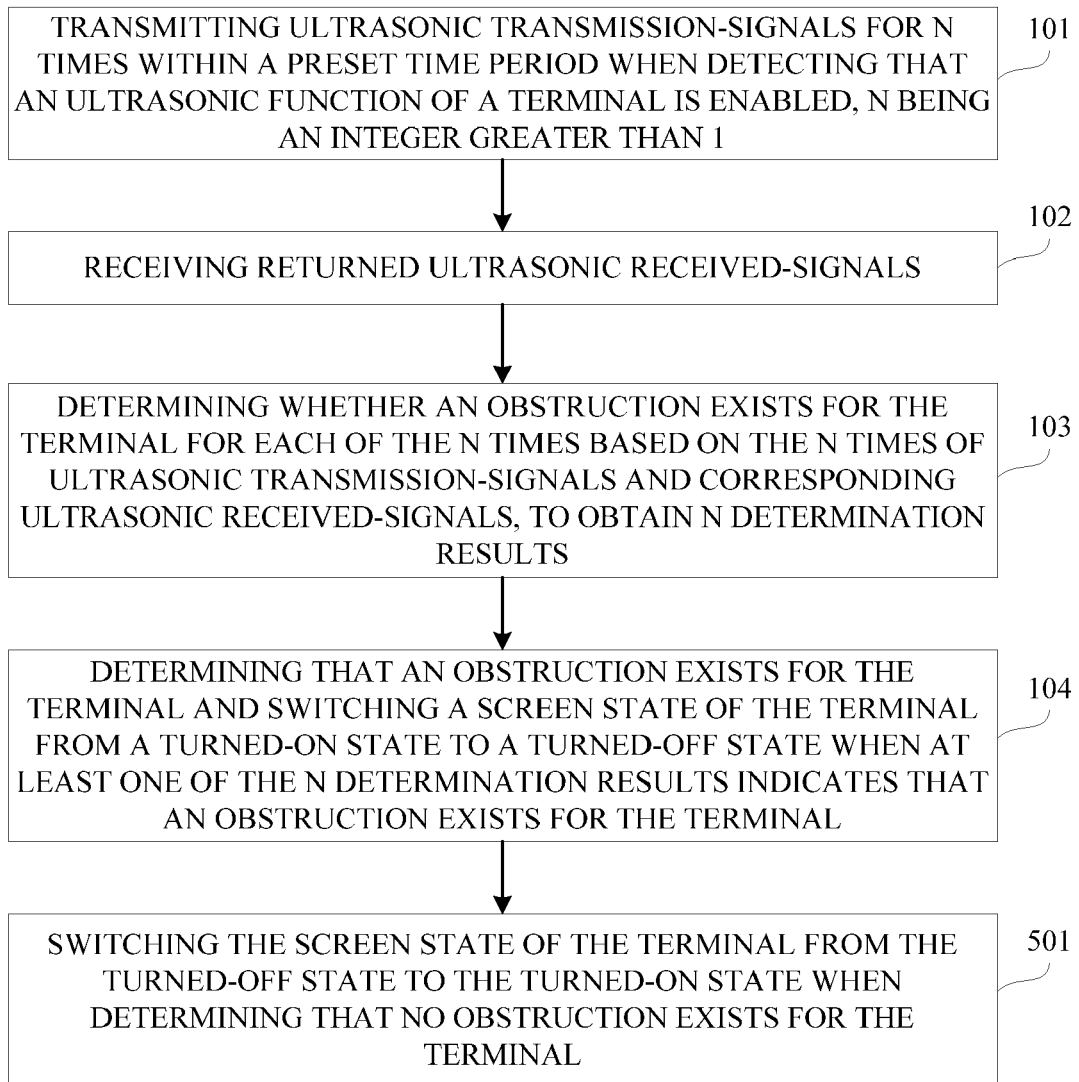 TRANSMITTING ULTRASONIC TRANSMISSION-SIGNALS FOR N
TIMES WITHIN A PRESET TIME PERIOD WHEN DETECTING THAT
AN ULTRASONIC FUNCTION OF A TERMINAL IS ENABLED, N BEING
AN INTEGER GREATER THAN 1
101
RECEIVING RETURNED ULTRASONIC RECEIVED-SIGNALS
102
DETERMINING WHETHER AN OBSTRUCTION EXISTS FOR THE
TERMINAL FOR EACH OF THE N TIMES BASED ON THE N TIMES OF
ULTRASONIC TRANSMISSION-SIGNALS AND CORRESPONDING
ULTRASONIC RECEIVED-SIGNALS, TO OBTAIN N DETERMINATION
RESULTS
103
DETERMINING THAT AN OBSTRUCTION EXISTS FOR THE
TERMINAL AND SWITCHING A SCREEN STATE OF THE TERMINAL
FROM A TURNED-ON STATE TO A TURNED-OFF STATE WHEN AT
LEAST ONE OF THE N DETERMINATION RESULTS INDICATES THAT
AN OBSTRUCTION EXISTS FOR THE TERMINAL
104
SWITCHING THE SCREEN STATE OF THE TERMINAL FROM THE
TURNED-OFF STATE TO THE TURNED-ON STATE WHEN
DETERMINING THAT NO OBSTRUCTION EXISTS FOR THE
TERMINAL
501